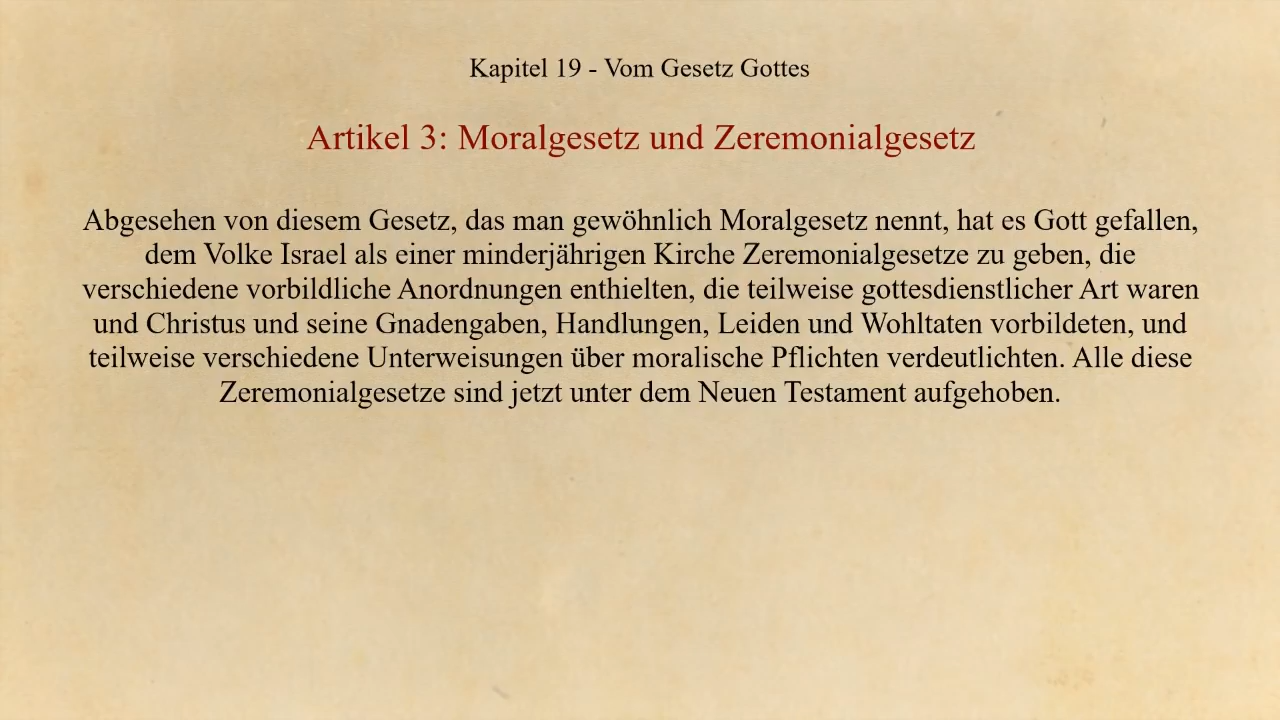 Kapitel 19 - Vom Gesetz Gottes
Artikel 3: Moralgesetz und Zeremonialgesetz
Abgesehen von diesem Gesetz, das man gewöhnlich Moralgesetz nennt, hat es Gott gefallen,
dem Volke Israel als einer minderjährigen Kirche Zeremonialgesetze zu geben, die
verschiedene vorbildliche Anordnungen enthielten, die teilweise gottesdienstlicher Art waren
und Christus und seine Gnadengaben, Handlungen, Leiden und Wohltaten vorbildeten, und
teilweise verschiedene Unterweisungen über moralische Pflichten verdeutlichten. Alle diese
Zeremonialgesetze sind jetzt unter dem Neuen Testament aufgehoben.